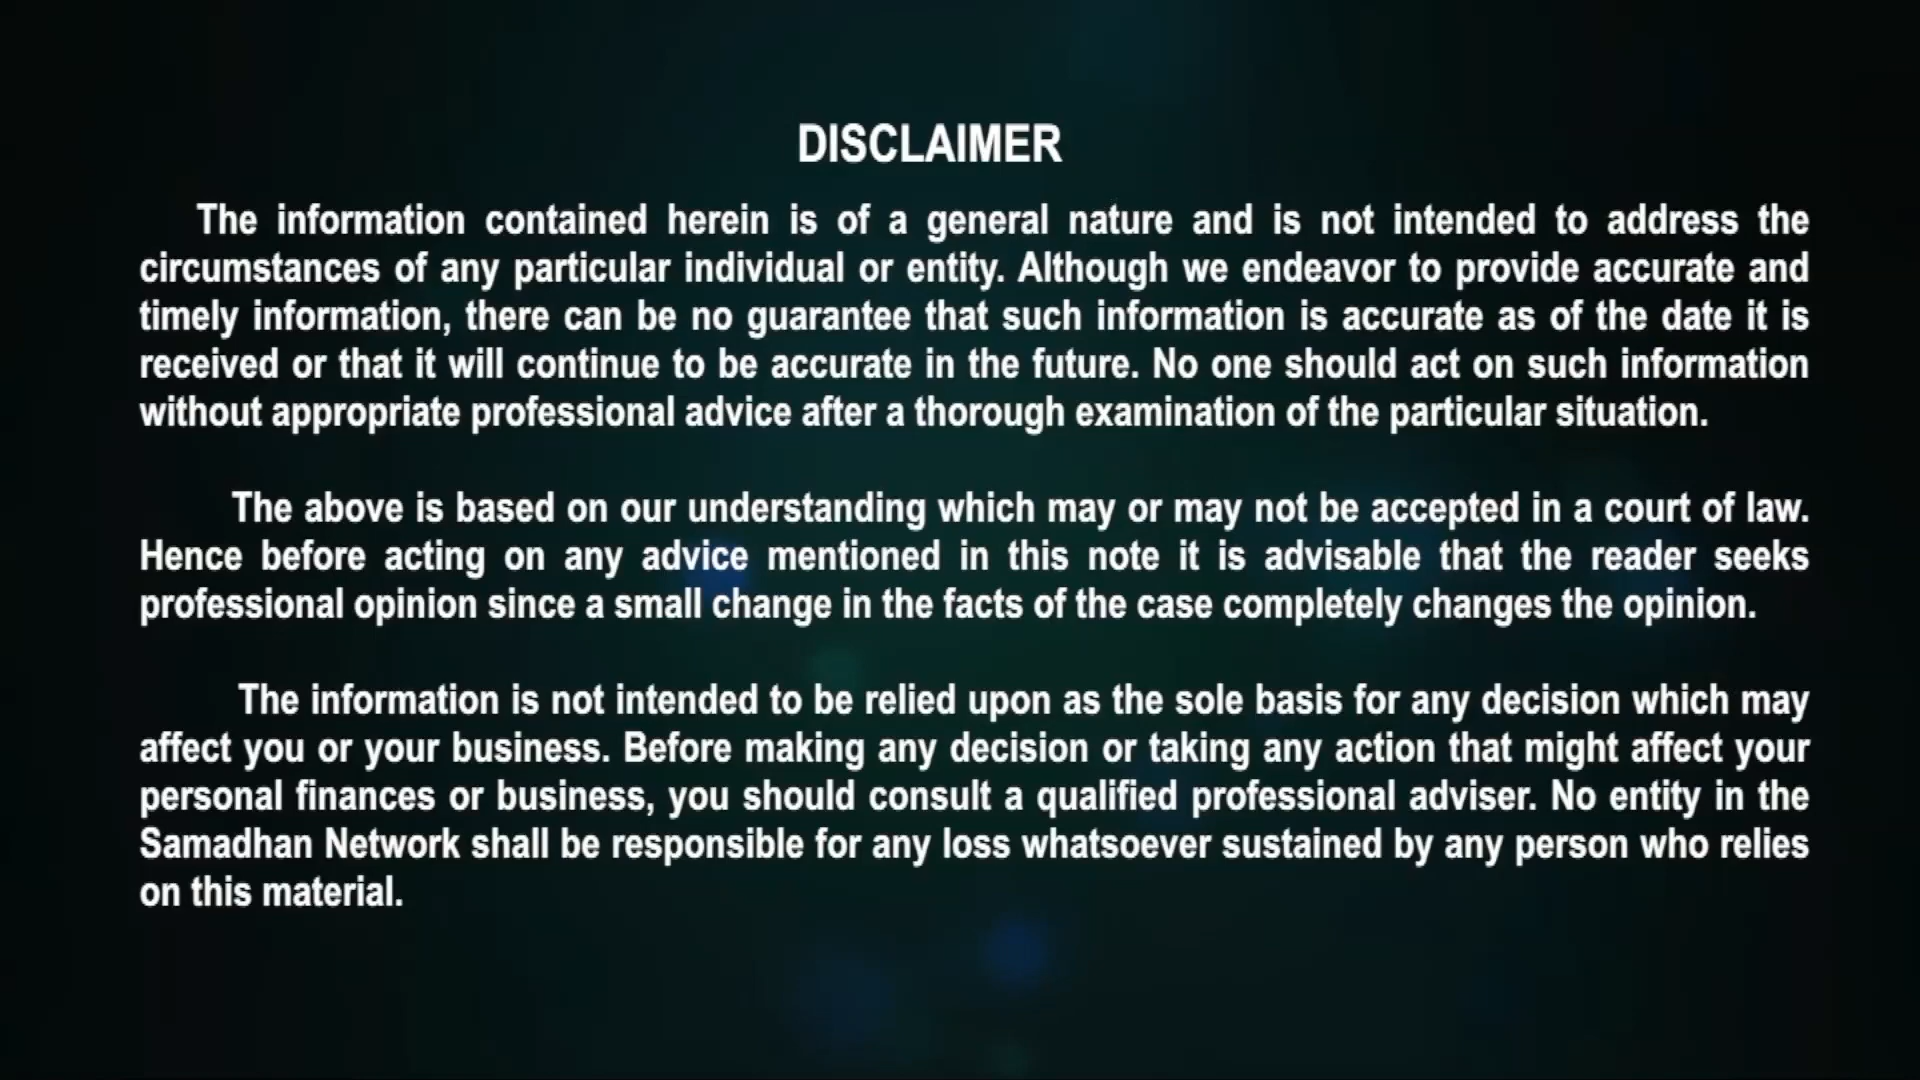 DISCLAIMER
The information contained herein is of a general nature and is not intended to address the
circumstances of any particular individual or entity. Although we endeavor to provide accurate and
timely information, there can be no guarantee that such information is accurate as of the date it is
received or that it will continue to be accurate in the future. No one should act on such information
without appropriate professional advice after a thorough examination of the particular situation.
The above is based on our understanding which may or may not be accepted in a court of law.
Hence before acting on any advice mentioned in this note it is advisable that the reader seeks
professional opinion since a small change in the facts of the case completely changes the opinion.
The information is not intended to be relied upon as the sole basis for any decision which may
affect you or your business. Before making any decision or taking any action that might affect your
personal finances or business, you should consult a qualified professional adviser. No entity in the
Samadhan Network shall be responsible for any loss whatsoever sustained by any person who relies
on this material.